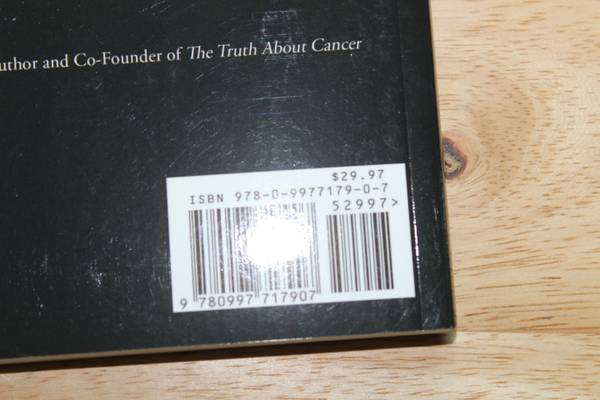 uthor and Co-Founder of The Truth About Cancer
$29.97
ISBN 978-0-9977179-0-7
52997>
9 780997 717907